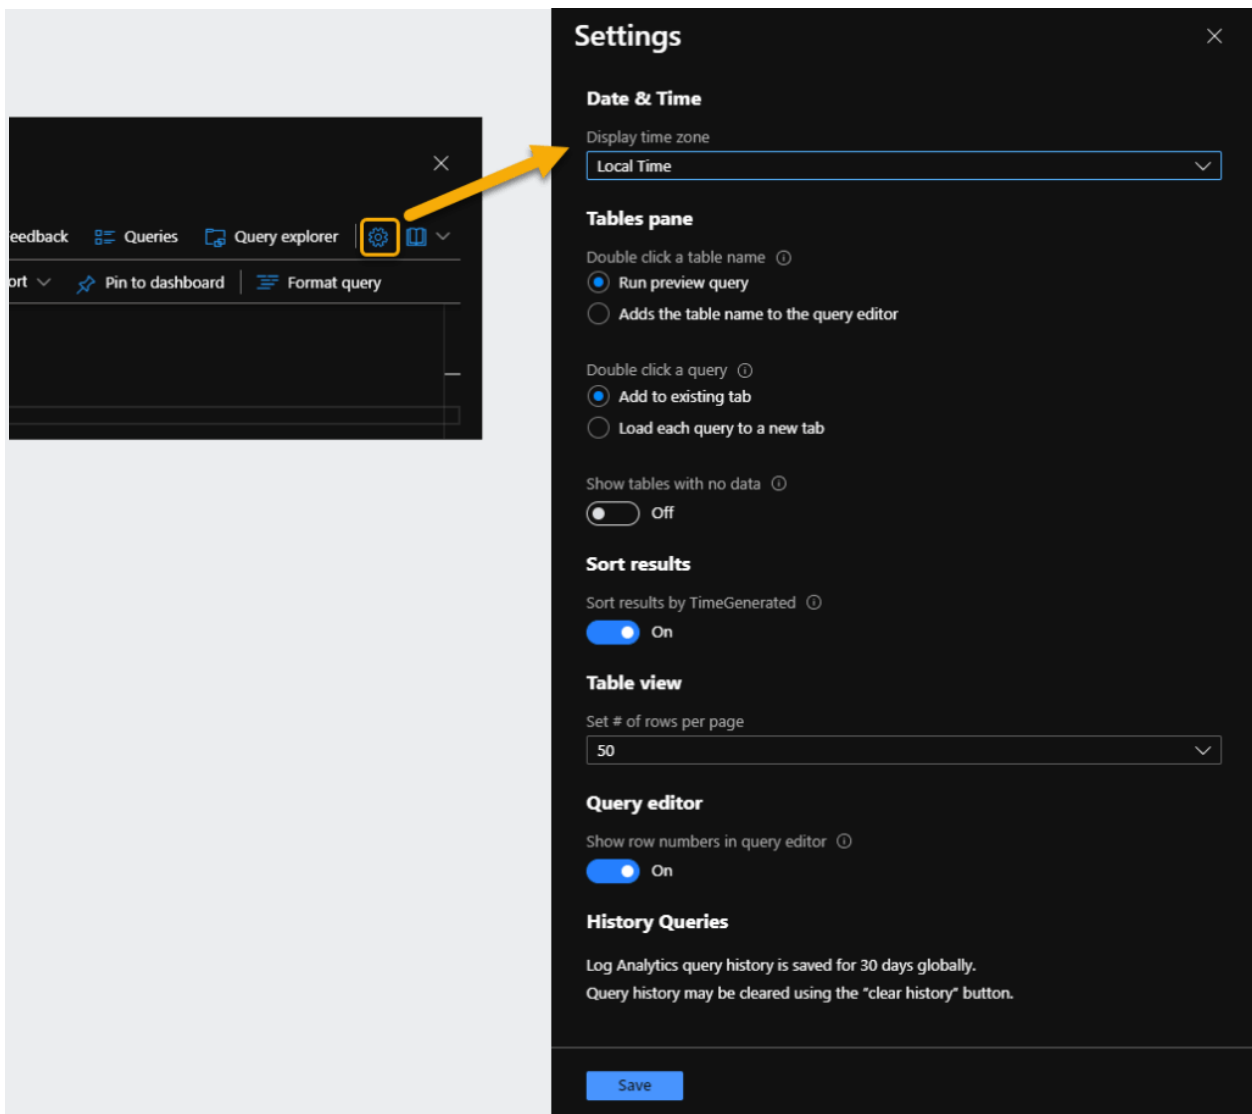 eedback Queries Query explorer
ort Pin to dashboard Format query
Settings
Date & Time
Display time zone
Local Time
Tables pane
Double click a table name
Run preview query
Adds the table name to the query editor
Double click a query
Add to existing tab
Load each query to a new tab
Show tables with no data
Off
Sort results
Sort results by TimeGenerated
On
Table view
Set # of rows per page
50
Query editor
Show row numbers in query editor
On
History Queries
Log Analytics query history is saved for 30 days globally.
Query history may be cleared using the "clear history" button.
Save